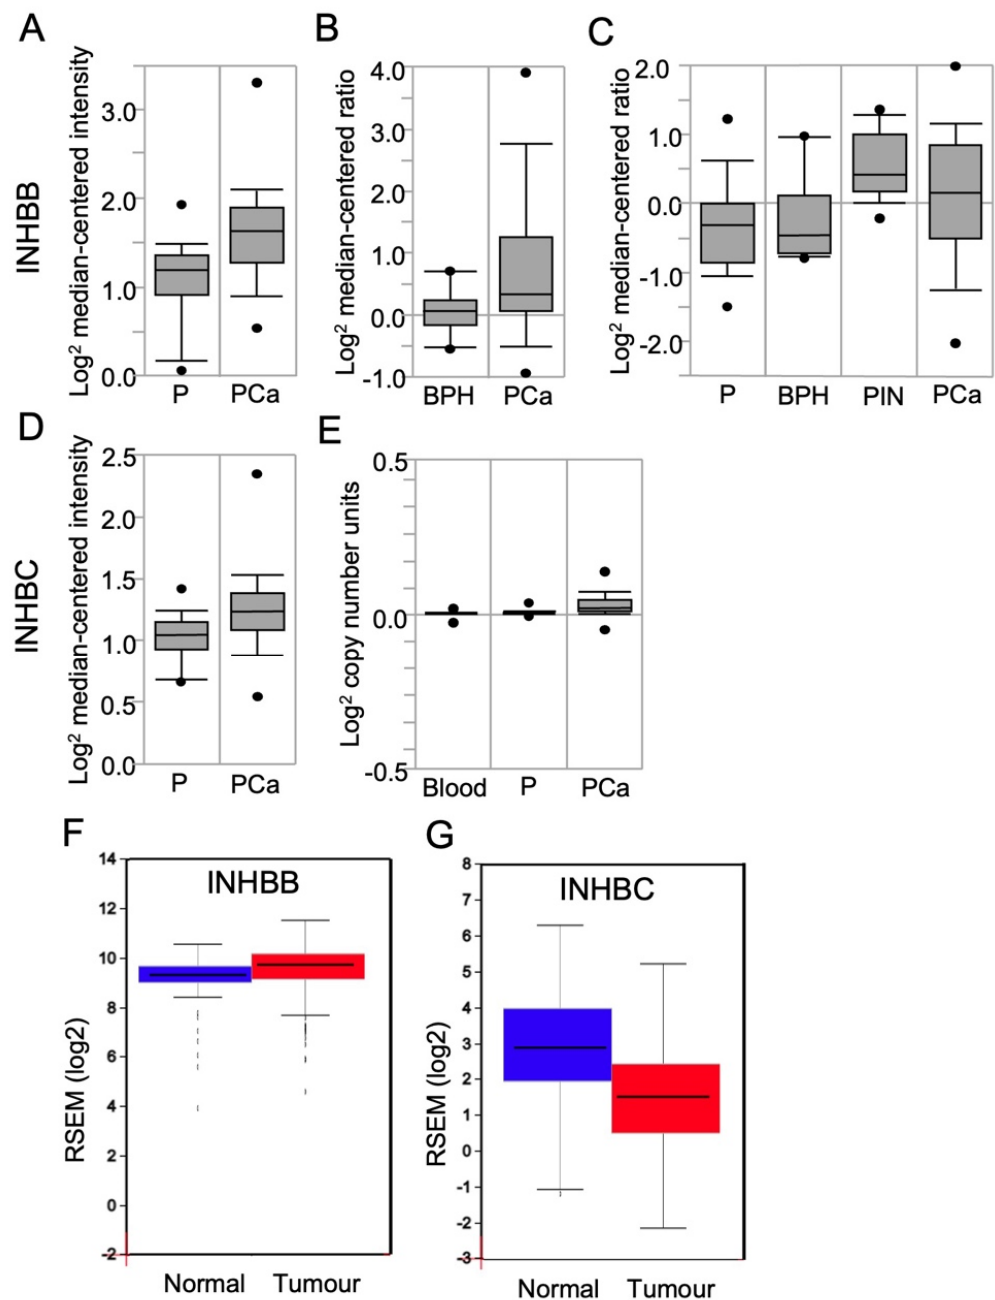 A
INHBB
Log² median-centered intensity
3.0
2.0
1.0
0.0
P
PCa
B
Log² median-centered ratio
4.0
3.0
2.0
1.0
0.0
-1.0
BPH
PCa
C
Log² median-centered ratio
2.0
1.0
0.0
-1.0
-2.0
P
BPH
PIN
PCa
D
INHBC
Log² median-centered intensity
2.5
2.0
1.5
1.0
0.5
0.0
P
PCa
E
Log² copy number units
0.5
0.0
-0.5
Blood
P
PCa
F
INHBB
RSEM (log2)
14
12
10
8
6
4
2
0
-2
Normal
Tumour
G
INHBC
RSEM (log2)
8
7
6
5
4
3
2
1
0
-1
-2
-3
Normal
Tumour